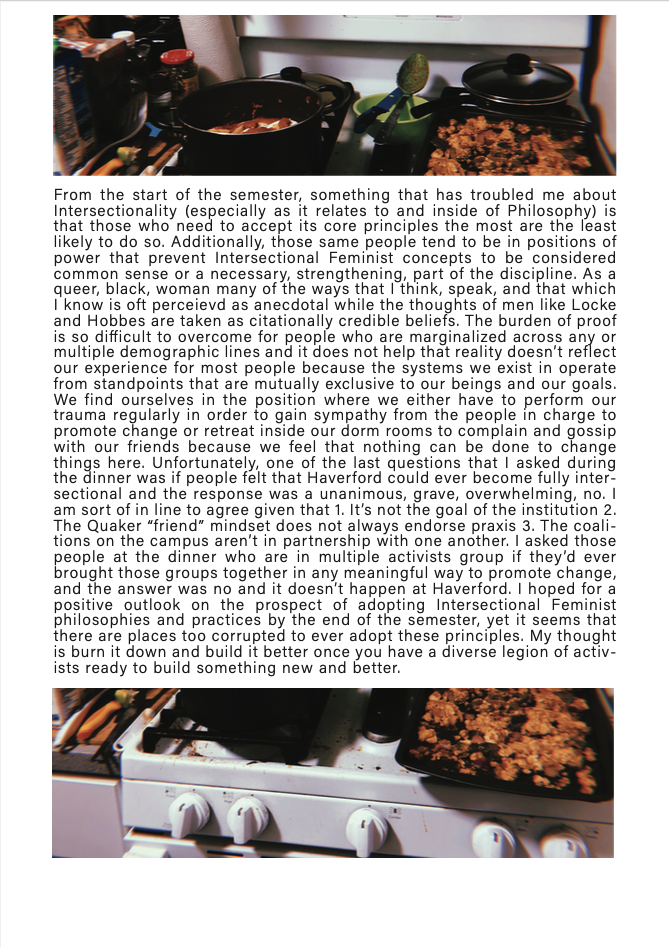 From the start of the semester, something that has troubled me about
Intersectionality (especially as it relates to and inside of Philosophy) is
that those who need to accept its core principles the most are the least
likely to do so. Additionally, those same people tend to be in positions of
power that prevent Intersectional Feminist concepts to be considered
common sense or a necessary, strengthening, part of the discipline. As a
queer, black, woman many of the ways that I think, speak, and that which
I know is oft perceievd as anecdotal while the thoughts of men like Locke
and Hobbes are taken as citationally credible beliefs. The burden of proof
is so difficult to overcome for people who are marginalized across any or
multiple demographic lines and it does not help that reality doesn't reflect
our experience for most people because the systems we exist in operate
from standpoints that are mutually exclusive to our beings and our goals.
We find ourselves in the position where we either have to perform our
trauma regularly in order to gain sympathy from the people in charge to
promote change or retreat inside our dorm rooms to complain and gossip
with our friends because we feel that nothing can be done to change
things here. Unfortunately, one of the last questions that I asked during
the dinner was if people felt that Haverford could ever become fully inter-
sectional and the response was a unanimous, grave, overwhelming, no. I
am sort of in line to agree given that 1. It's not the goal of the institution 2.
The Quaker "friend" mindset does not always endorse praxis 3. The coali-
tions on the campus aren't in partnership with one another. I asked those
people at the dinner who are in multiple activists group if they'd ever
brought those groups together in any meaningful way to promote change,
and the answer was no and it doesn't happen at Haverford. I hoped for a
positive outlook on the prospect of adopting Intersectional Feminist
philosophies and practices by the end of the semester, yet it seems that
there are places too corrupted to ever adopt these principles. My thought
is burn it down and build it better once you have a diverse legion of activ-
ists ready to build something new and better.